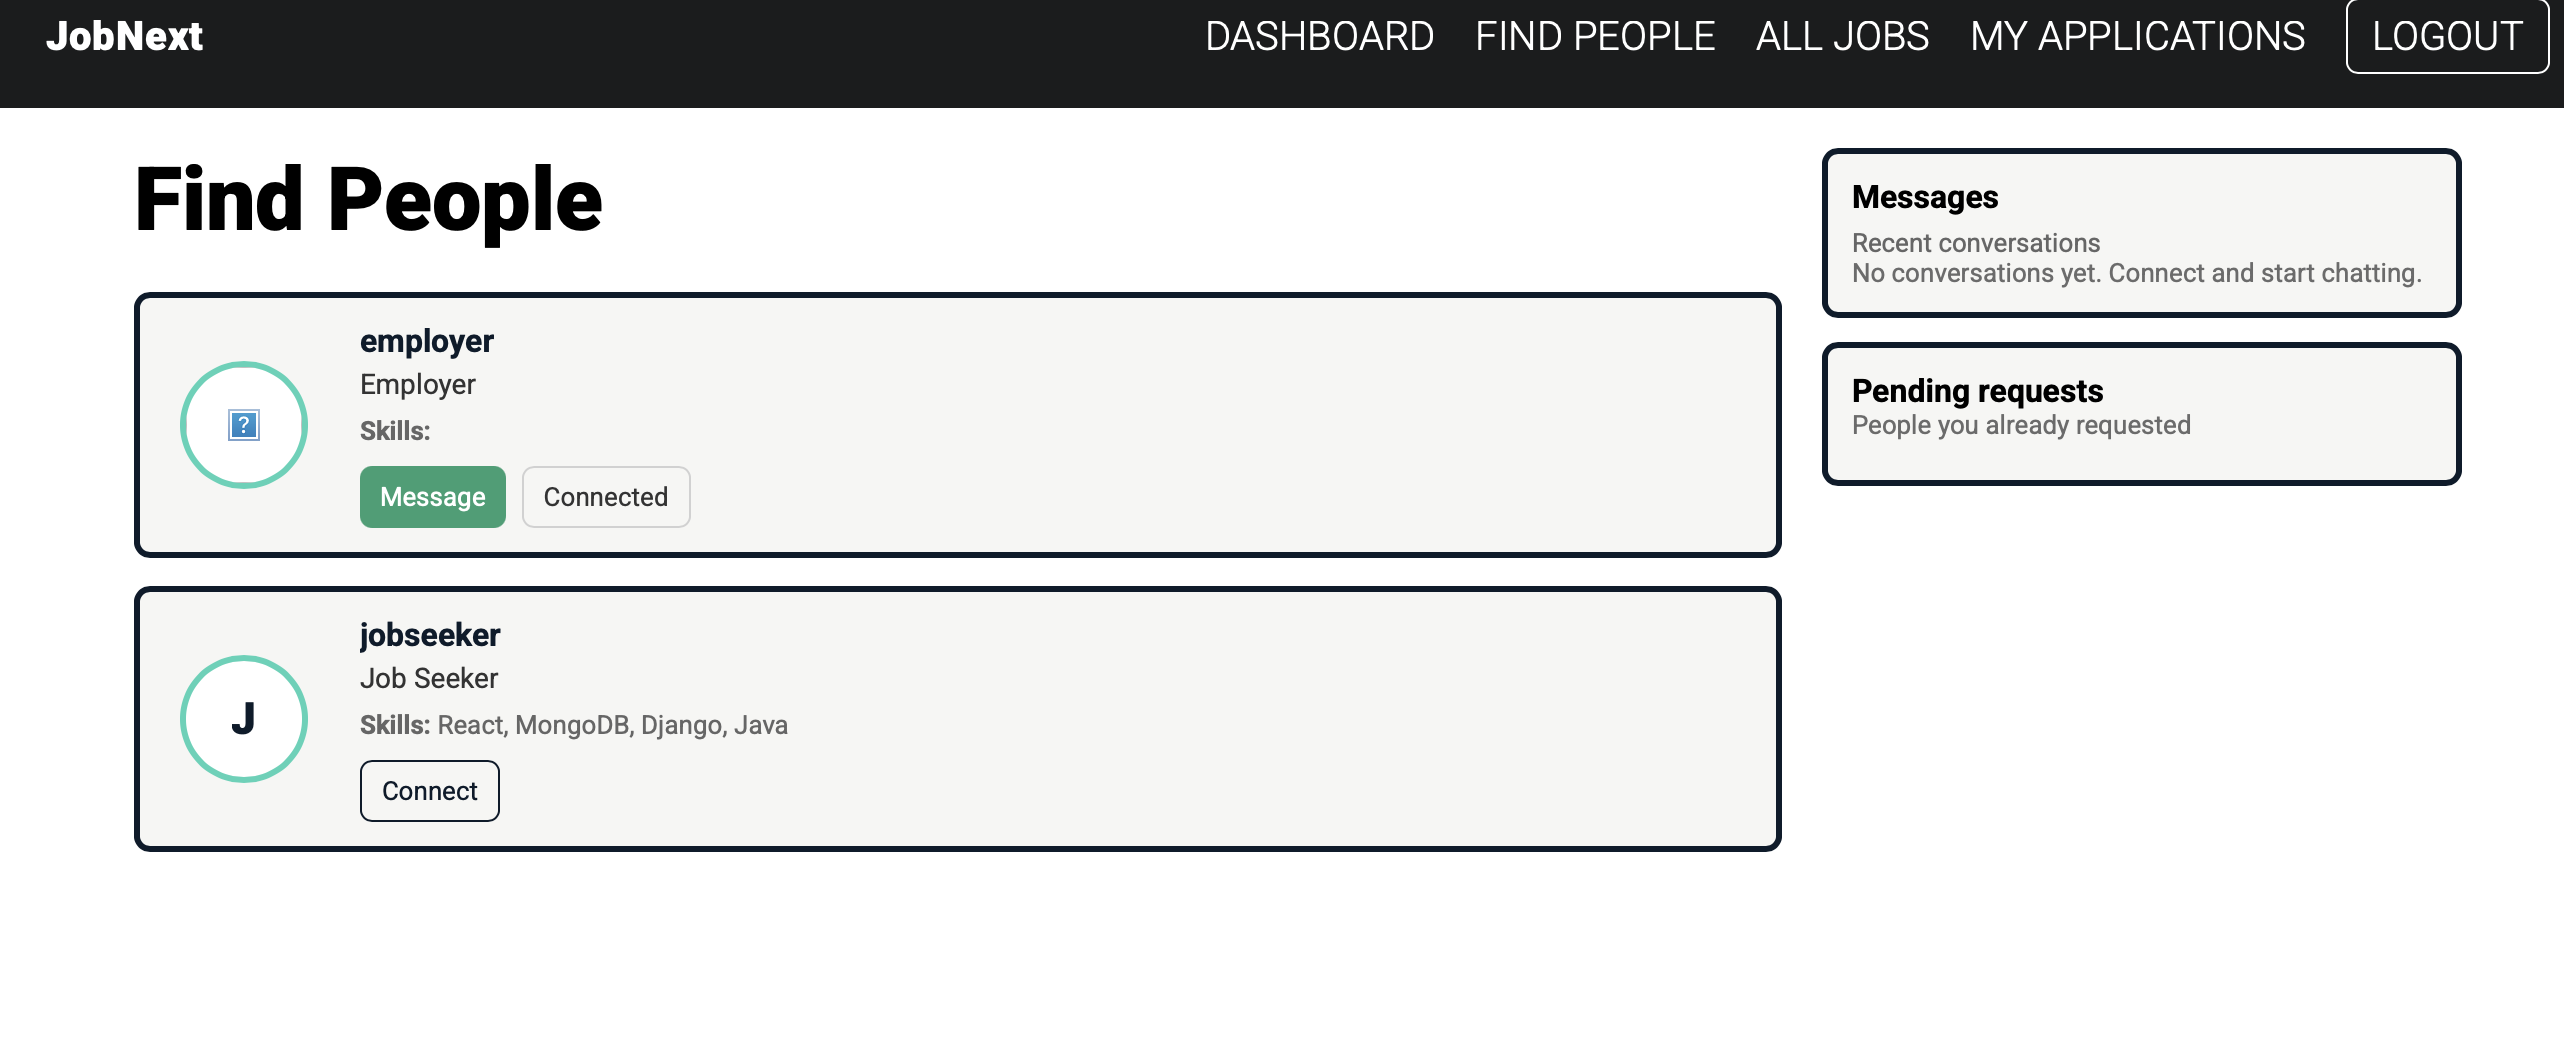 JobNext
DASHBOARD FIND PEOPLE ALL JOBS MY APPLICATIONS LOGOUT
Find People
employer
Employer
Skills:
Message Connected
J
jobseeker
Job Seeker
Skills: React, MongoDB, Django, Java
Connect
Messages
Recent conversations
No conversations yet. Connect and start chatting.
Pending requests
People you already requested